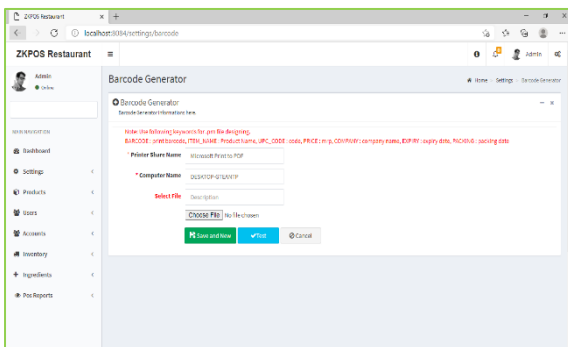 ZKPOS Restaurant
localhost:8084/settings/barcode
ZKPOS Restaurant
Admin
Admin
Online
Barcode Generator
Home - Settings - Barcode Generator
Barcode Generator
Barcode Generator Informations here.
MAIN NAVIGATION
Dashboard
Settings
Products
Users
Accounts
Inventory
Ingredients
Pos Reports
Note: Use following keywords for .prn file designing.
BARCODE : print barcode, ITEM_NAME : Product Name, UPC_CODE : code, PRICE : mrp, COMPANY : company name, EXPIRY : expiry date, PACKING : packing date
* Printer Share Name
Microsoft Print to PDF
* Computer Name
Select File
Description
Choose File No file chosen
Save and New
Test
Cancel